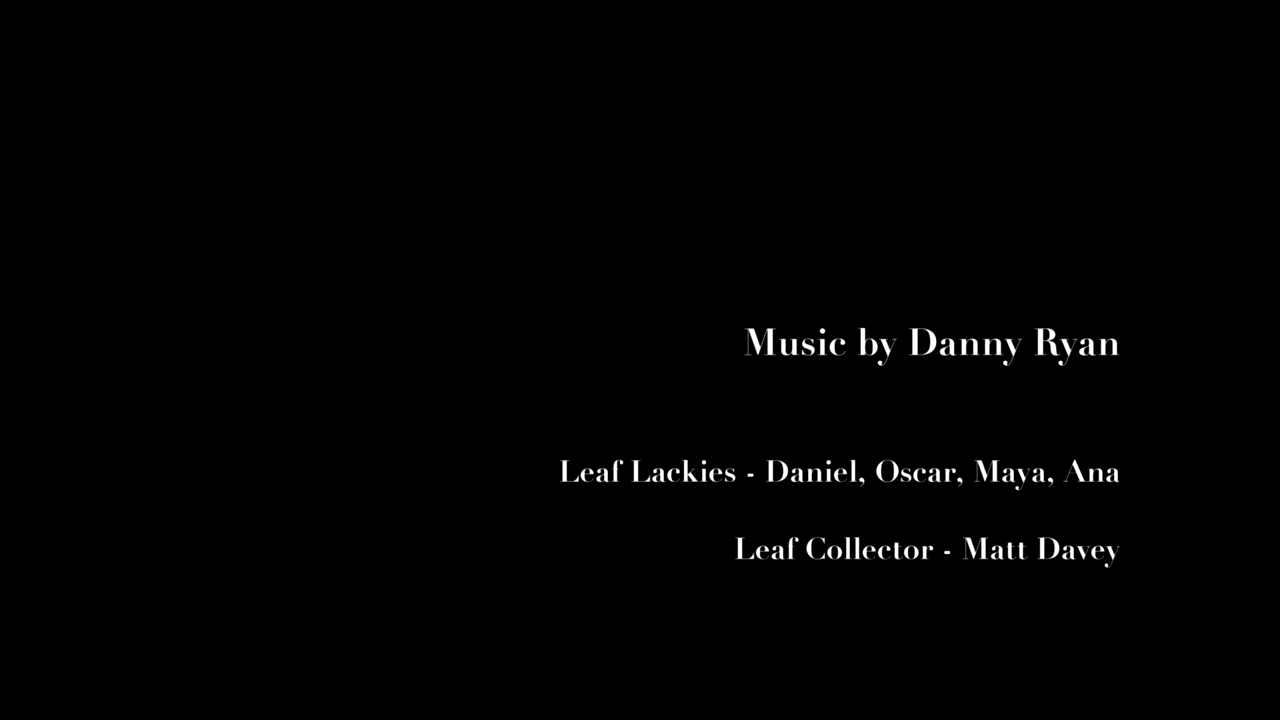 Music by Danny Ryan
Leaf Lackies - Daniel, Oscar, Maya, Ana
Leaf Collector - Matt Davey